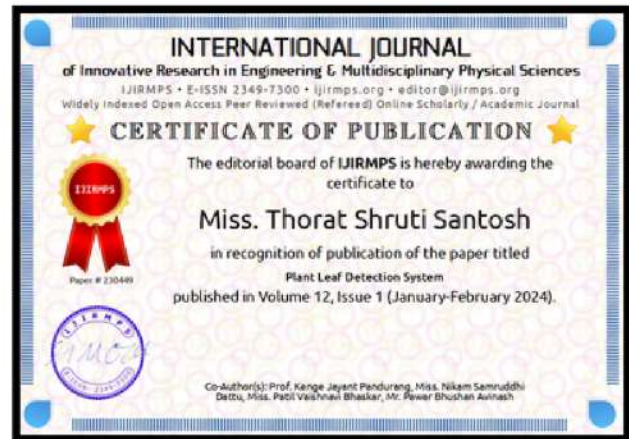 INTERNATIONAL JOURNAL
of Innovative Research in Engineering & Multidisciplinary Physical Sciences
IJIRMPS • E-ISSN 2349-7300 • ijirmps.org • editor@ijirmps.org
Widely Indexed Open Access Peer Reviewed (Refereed) Online Scholarly / Academic Journal
CERTIFICATE OF PUBLICATION
The editorial board of IJIRMPS is hereby awarding the
certificate to
IJIRMPS
Miss. Thorat Shruti Santosh
in recognition of publication of the paper titled
Paper # 230449
Plant Leaf Detection System
published in Volume 12, Issue 1 (January-February 2024).
IJIRMPS
E-ISSN: 2349-7300
Co-Author(s): Prof. Kenge Jayant Pandurang, Miss. Nikam Samruddhi
Dattu, Miss. Patil Vaishnavi Bhaskar, Mr. Pawar Bhushan Avinash